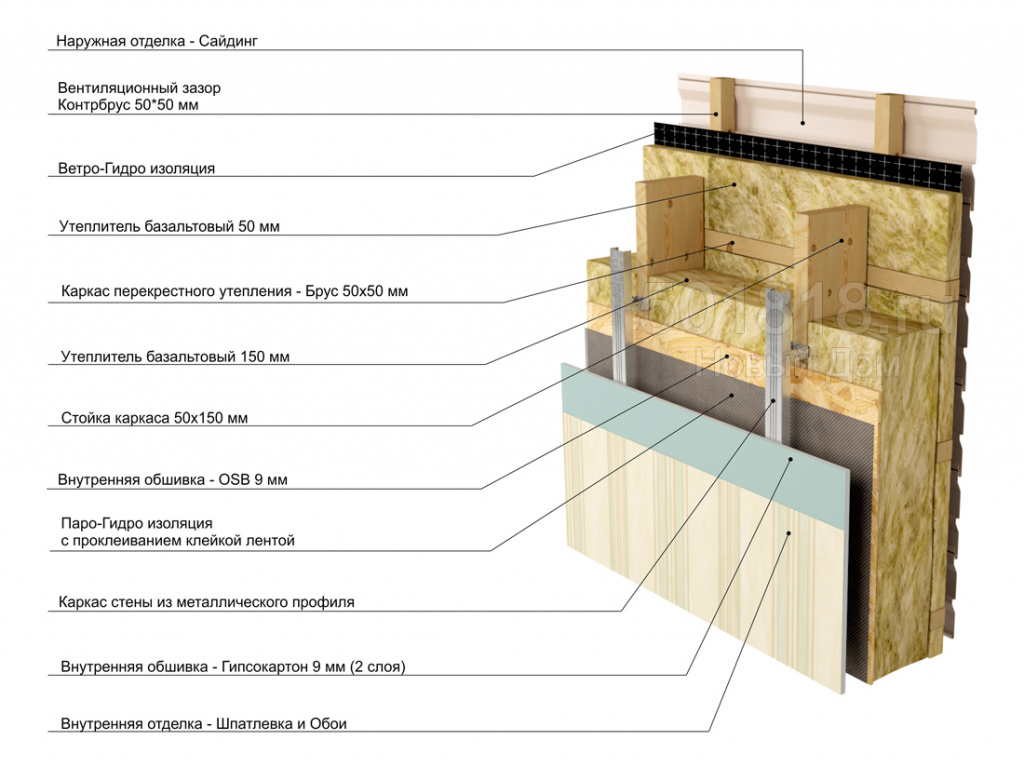 Наружная отделка - Сайдинг
Вентиляционный зазор
Контрбрус 50*50 мм
Ветро-Гидро изоляция
Утеплитель базальтовый 50 мм
Каркас перекрестного утепления - Брус 50х50 мм
Утеплитель базальтовый 150 мм
Стойка каркаса 50х150 мм
Внутренняя обшивка - OSB 9 мм
Паро-Гидро изоляция
с проклеиванием клейкой лентой
Каркас стены из металлического профиля
Внутренняя обшивка - Гипсокартон 9 мм (2 слоя)
Внутренняя отделка - Шпатлевка и Обои
701818.ru
Новый Дом